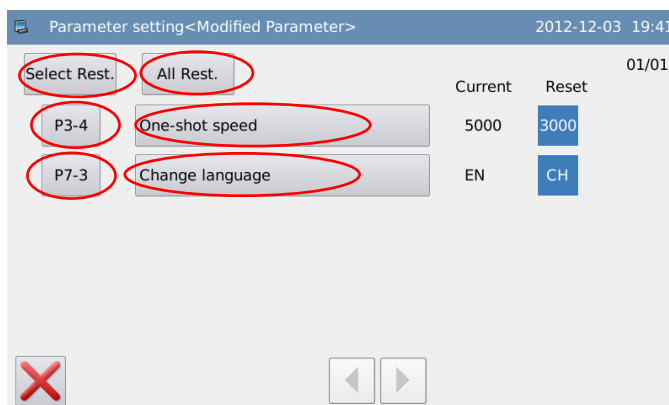 Parameter setting<Modified Parameter> 2012-12-03 19:41
Select Rest. All Rest. 01/01
Current Reset
P3-4 One-shot speed 5000 3000
P7-3 Change language EN CH